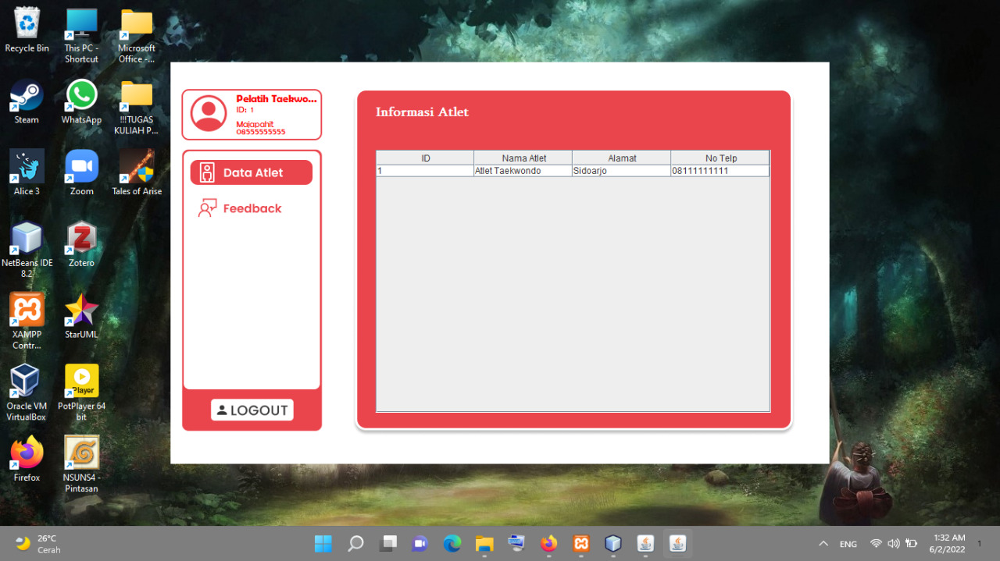 Recycle Bin
This PC -
Shortcut
Microsoft
Office -...
Steam
WhatsApp
!!!TUGAS
KULIAH P...
Alice 3
Zoom
Tales of Arise
NetBeans IDE
8.2
Zotero
XAMPP
Contr...
StarUML
Oracle VM
VirtualBox
Player
PotPlayer 64
bit
Firefox
NSUNS4 -
Pintasan
Pelatih Taekwo...
ID: 1
Majapahit
08555555555
Data Atlet
Feedback
LOGOUT
Informasi Atlet
ID Nama Atlet Alamat No Telp
1 Atlet Taekwondo Sidoarjo 08111111111
26°C
Cerah
ENG
1:32 AM
6/2/2022
1